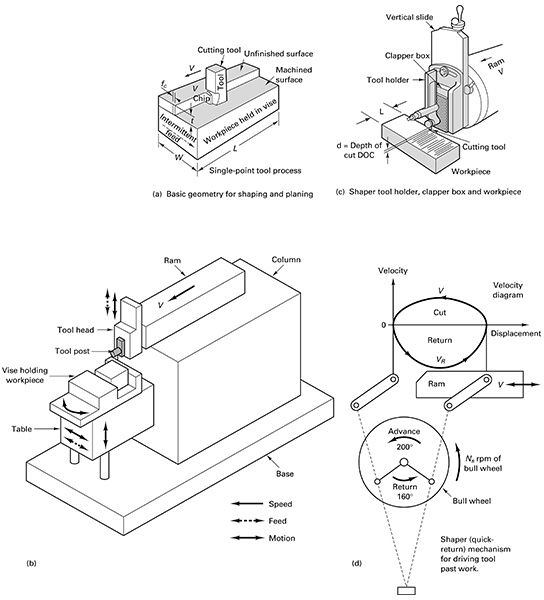 Cutting tool
Unfinished surface
V
Machined
surface
fc
V
Tool
Chip
t
Intermittent
feed
Workpiece held in vise
W
L
Single-point tool process
(a) Basic geometry for shaping and planing
Vertical slide
Clapper box
Ram
V
Tool holder
L
d = Depth of
cut DOC
Cutting tool
Workpiece
(c) Shaper tool holder, clapper box and workpiece
Ram
Column
V
Tool head
Tool post
Vise holding
workpiece
Table
Base
Speed
Feed
Motion
(b)
Velocity
Velocity
diagram
V
Cut
0
Displacement
Return
VR
Ram
V
Advance
200°
Ns rpm of
bull wheel
Return
160°
Bull wheel
Shaper (quick-
return) mechanism
for driving tool
past work.
(d)